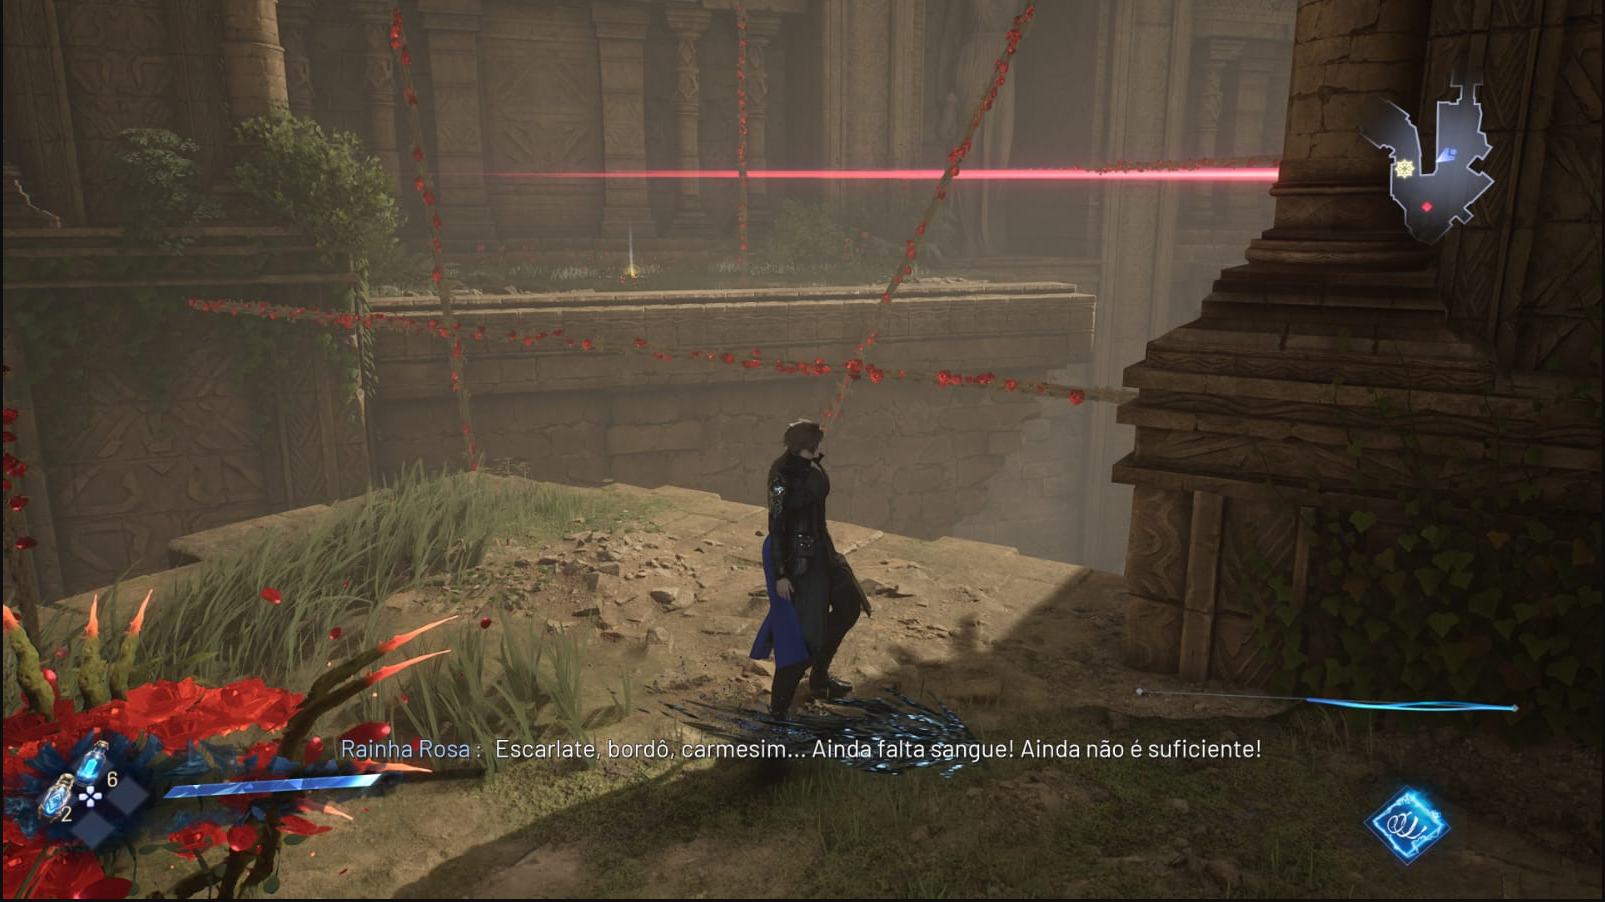 Rainha Rosa : Escarlate, bordô, carmesim... Ainda falta sangue! Ainda não é suficiente!
6
2